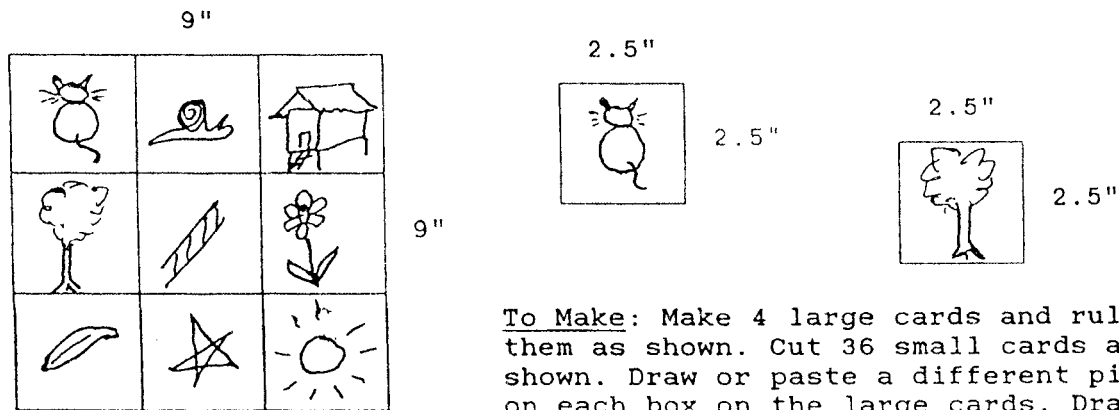 9"
2.5"
2.5"
2.5"
9"
2.5"
To Make: Make 4 large cards and rul
them as shown. Cut 36 small cards a
shown. Draw or paste a different pi
on each box on the large cards. Dra